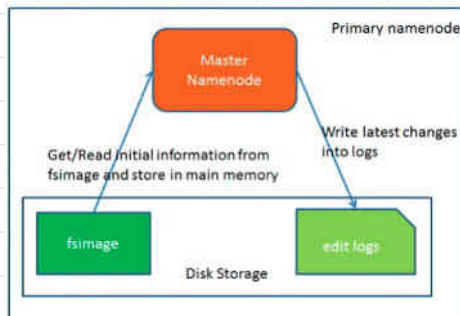 Primary namenode
Master
Namenode
Write latest changes
into logs
Get/Read Initial information from
fsimage and store in main memory
fsimage
edit logs
Disk Storage